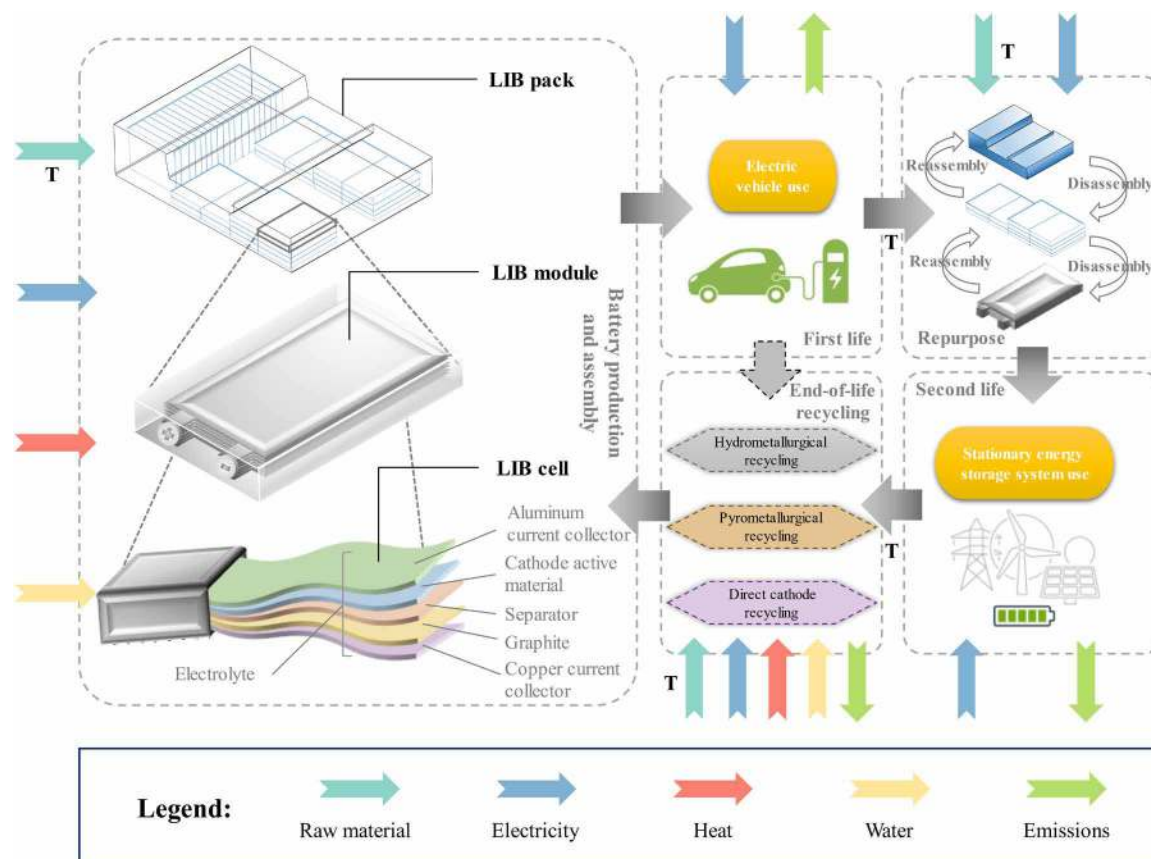 T
LIB pack
LIB module
LIB cell
Battery production
and assembly
Aluminum
current collector
Cathode active
material
Separator
Graphite
Copper current
collector
Electrolyte
Electric
vehicle use
First life
T
T
Reassembly
Disassembly
Reassembly
Disassembly
Repurpose
End-of-life
recycling
Hydrometallurgical
recycling
Pyrometallurgical
recycling
Direct cathode
recycling
T
T
Second life
Stationary energy
storage system use
Legend:
Raw material
Electricity
Heat
Water
Emissions